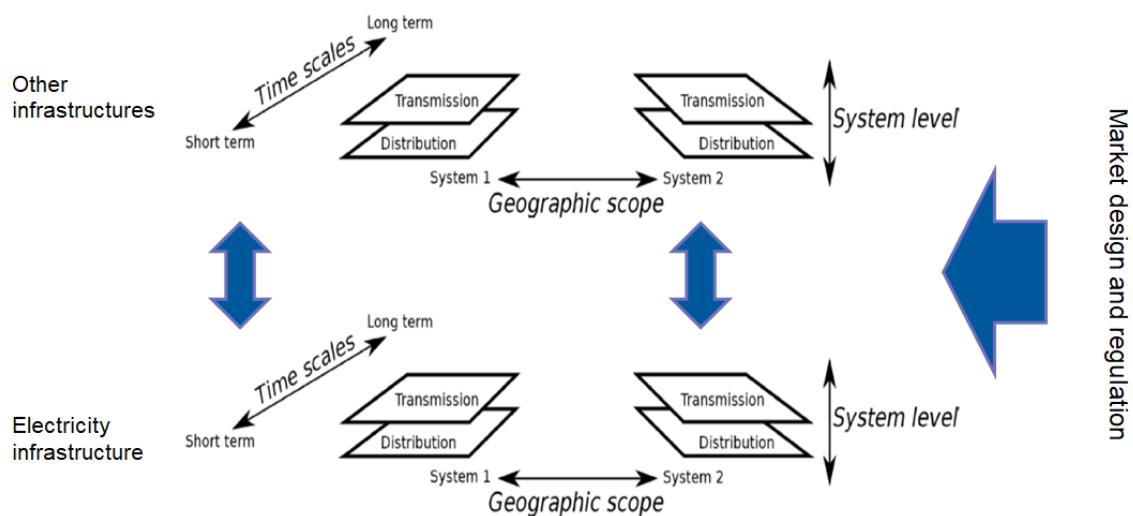 Long term
Time scales
Short term
Other
infrastructures
Transmission
Distribution
Transmission
Distribution
System level
System 1
System 2
Geographic scope
Market design and regulation
Long term
Time scales
Short term
Electricity
infrastructure
Transmission
Distribution
Transmission
Distribution
System level
System 1
System 2
Geographic scope